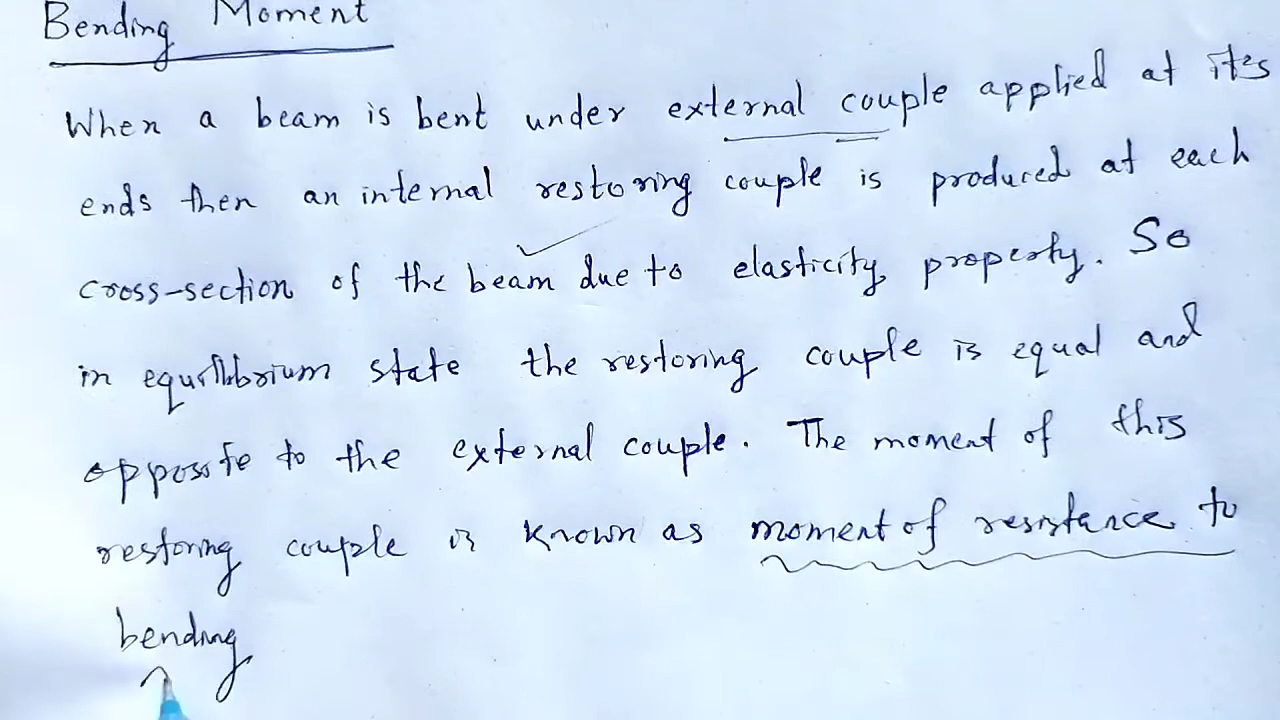 Bending Moment
When a beam is bent under external couple applied at it's
ends then an internal restoring couple is produced at each
cross-section of the beam due to elasticity property. So
in equilibrium state the restoring couple is equal and
opposite to the external couple. The moment of this
restoring couple is known as moment of resistance to
bending